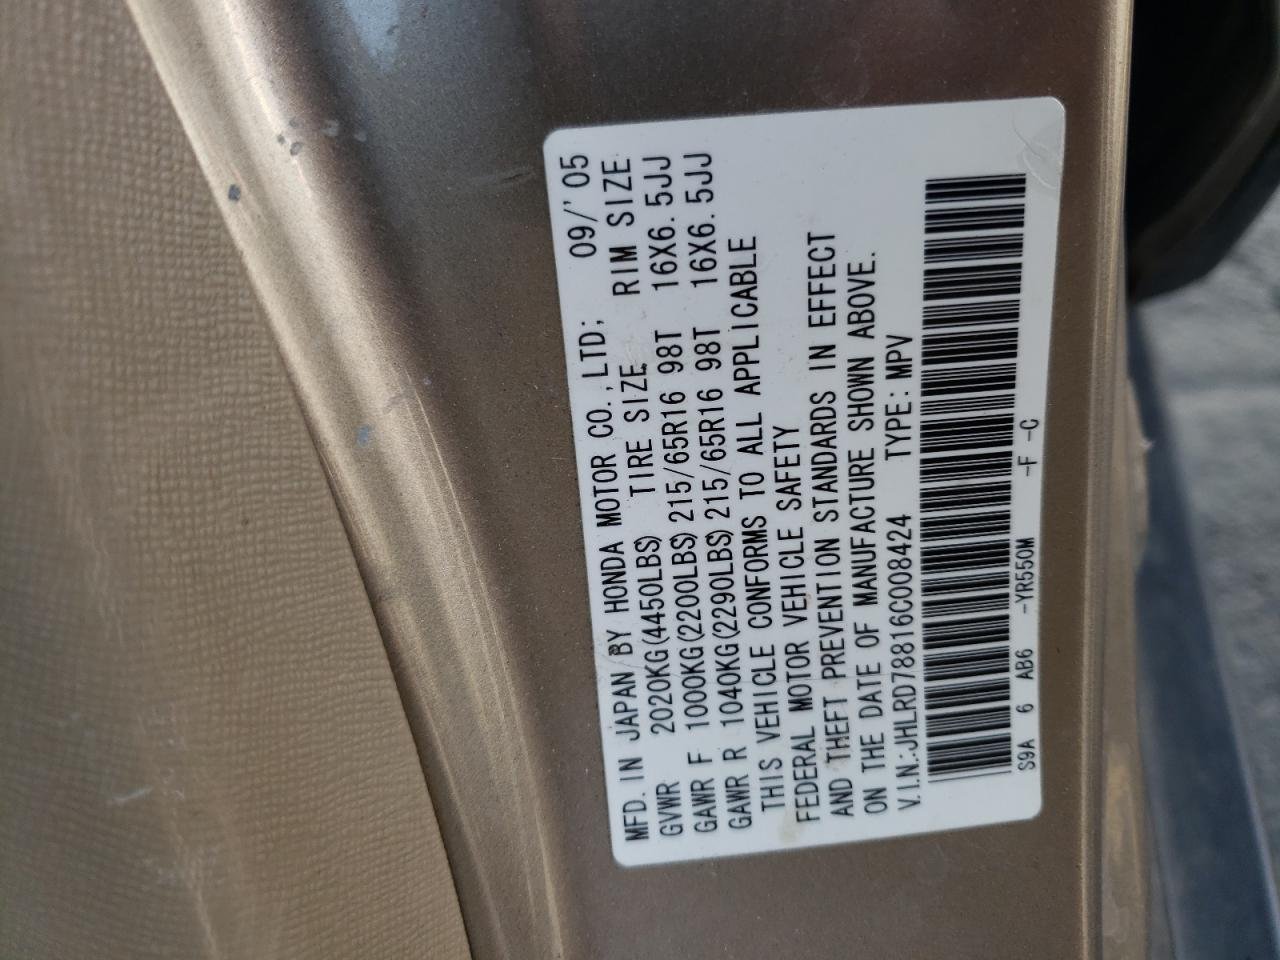 MFD. IN JAPAN BY HONDA MOTOR CO.,LTD; 09/'05
GVWR 2020KG(4450LBS) TIRE SIZE RIM SIZE
GAWR F 1000KG(2200LBS) 215/65R16 98T 16X6.5JJ
GAWR R 1040KG(2290LBS) 215/65R16 98T 16X6.5JJ
THIS VEHICLE CONFORMS TO ALL APPLICABLE
FEDERAL MOTOR VEHICLE SAFETY
AND THEFT PREVENTION STANDARDS IN EFFECT
ON THE DATE OF MANUFACTURE SHOWN ABOVE.
V.I.N.:JHLRD78816C008424 TYPE:MPV
S9A 6 AB6 -YR550M -F -C